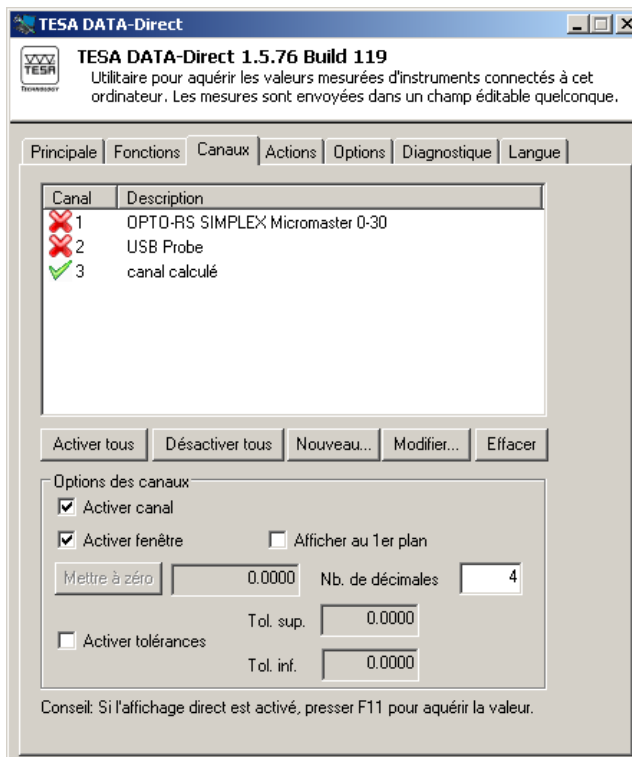 TESA DATA-Direct
TESA DATA-Direct 1.5.76 Build 119
TESA
TECHNOLOGY
Utilitaire pour aquérir les valeurs mesurées d'instruments connectés à cet
ordinateur. Les mesures sont envoyées dans un champ éditable quelconque.
Principale Fonctions Canaux Actions Options Diagnostique Langue
Canal Description
1 OPTO-RS SIMPLEX Micromaster 0-30
2 USB Probe
3 canal calculé
Activer tous Désactiver tous Nouveau... Modifier... Effacer
Options des canaux
Activer canal
Activer fenêtre Afficher au 1er plan
Mettre à zéro 0.0000 Nb. de décimales 4
Tol. sup. 0.0000
Activer tolérances
Tol. inf. 0.0000
Conseil: Si l'affichage direct est activé, presser F11 pour aquérir la valeur.